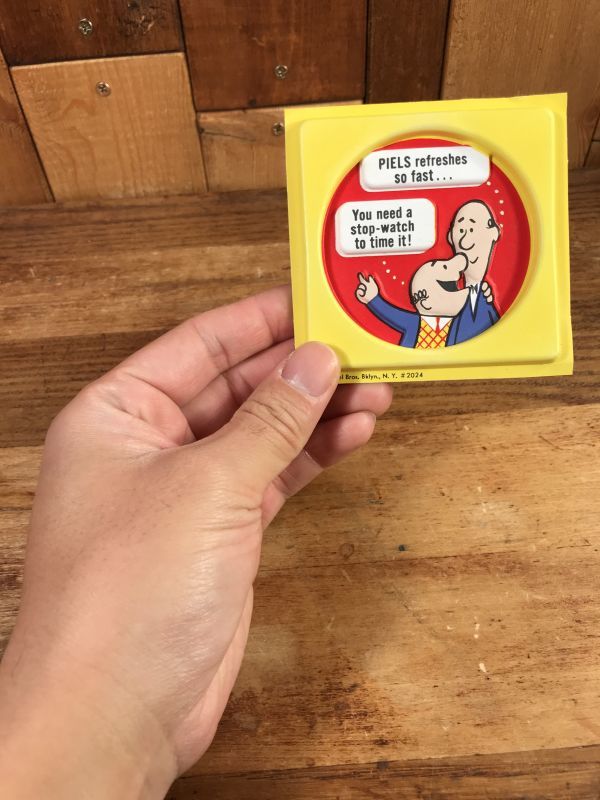 PIELS refreshes
so fast...
You need a
stop-watch
to time it!
Bros. Bklyn., N. Y. #2024